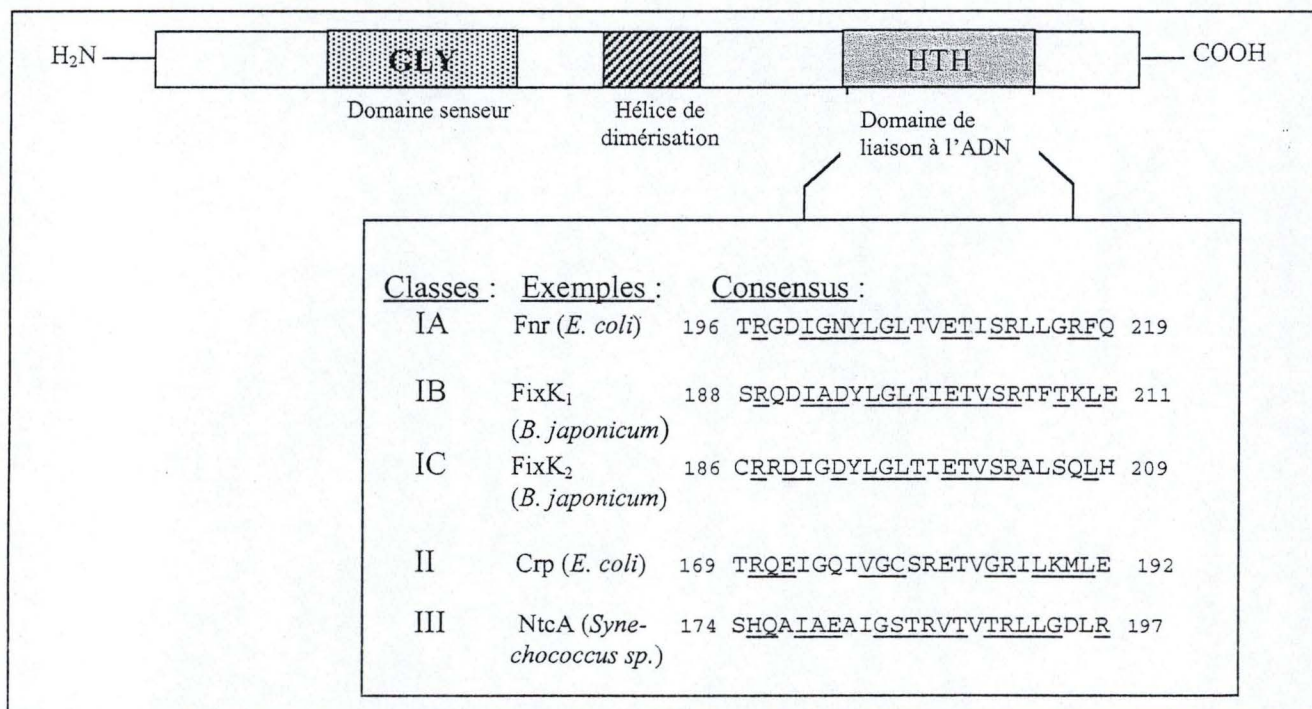 H₂N
GLY
HTH
COOH
Domaine senseur
Hélice de
dimérisation
Domaine de
liaison à l'ADN
Classes : Exemples : Consensus :
IA Fnr (E. coli) 196 TRGDIGNYLGLTVETISRLLGRFQ 219
IB FixK₁ 188 SRQDIADYLGLTIETVSRTFTKLE 211
(B. japonicum)
IC FixK₂ 186 CRRDIGDYLGLTIETVSRALSQLH 209
(B. japonicum)
II Crp (E. coli) 169 TRQEIGQIVGCSRETVGRILKMLE 192
III NtcA (Syne- 174 SHQAIAEAIGSTRVTVTRLLGDLR 197
chococcus sp.)